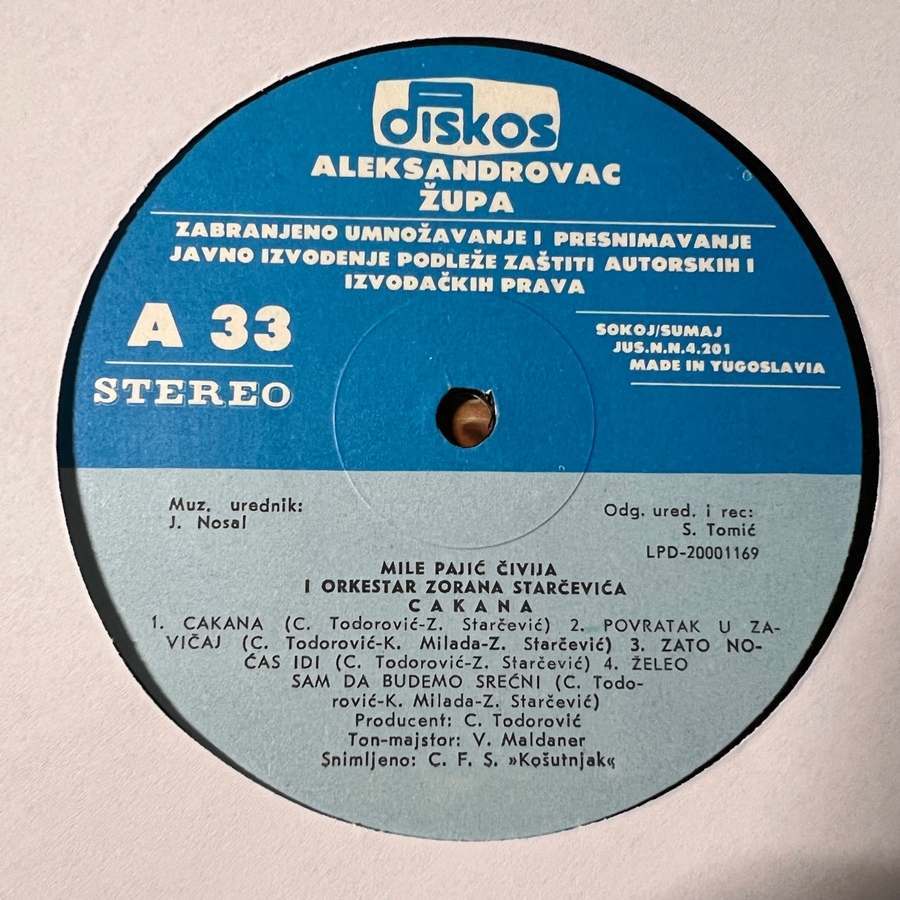 diskos
ALEKSANDROVAC
ŽUPA
ZABRANJENO UMNOŽAVANJE I PRESNIMAVANJE
JAVNO IZVOĐENJE PODLEŽE ZAŠTITI AUTORSKIH I
IZVOĐAČKIH PRAVA
A 33
STEREO
SOKOJ/SUMAJ
JUS.N.N.4.201
MADE IN YUGOSLAVIA
Muz. urednik:
J. Nosal
Odg. ured. i rec:
S. Tomić
LPD-20001169
MILE PAJIĆ ČIVIJA
I ORKESTAR ZORANA STARČEVIĆA
CAKANA
1. CAKANA (C. Todorović-Z. Starčević) 2. POVRATAK U ZA-
VIČAJ (C. Todorović-K. Milada-Z. Starčević) 3. ZATO NO-
ĆAS IDI (C. Todorović-Z. Starčević) 4. ŽELEO
SAM DA BUDEMO SREĆNI (C. Todo-
rović-K. Milada-Z. Starčević)
Producent: C. Todorović
Ton-majstor: V. Maldaner
Snimljeno: C. F. S. »Košutnjak«